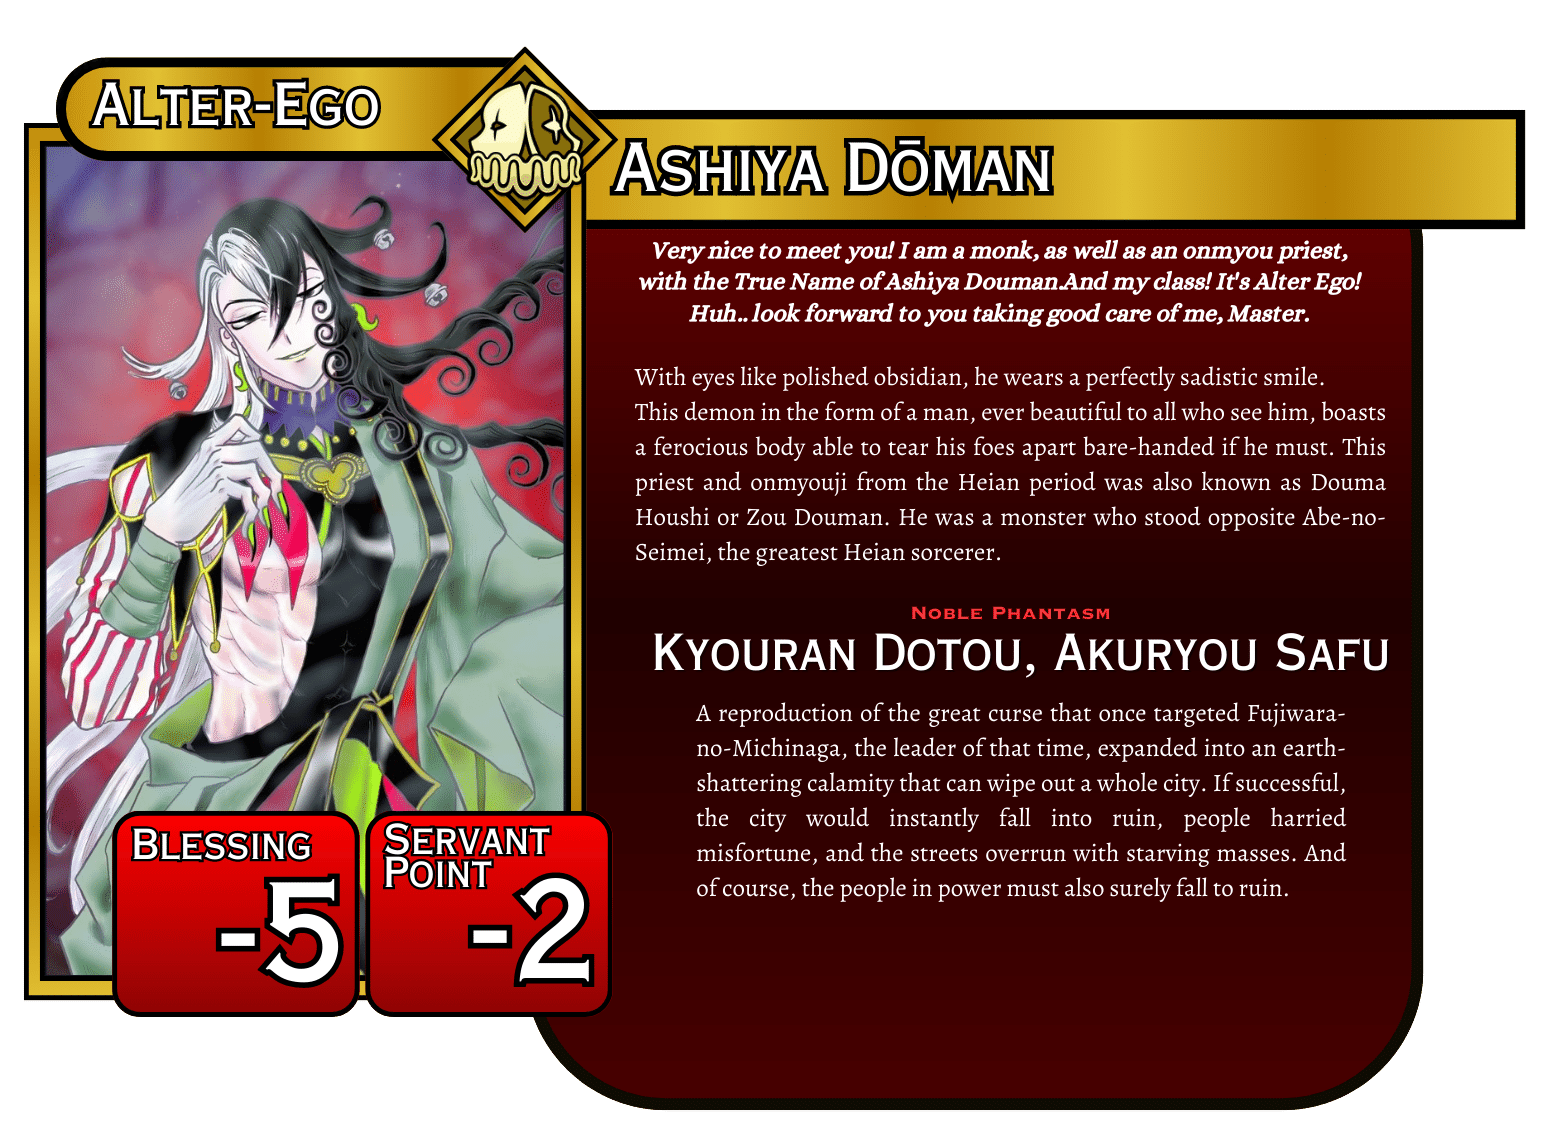 Alter-Ego
Ashiya Dōman
Very nice to meet you! I am a monk, as well as an onmyou priest,
with the True Name of Ashiya Douman.And my class! It's Alter Ego!
Huh.. look forward to you taking good care of me, Master.
With eyes like polished obsidian, he wears a perfectly sadistic smile.
This demon in the form of a man, ever beautiful to all who see him, boasts
a ferocious body able to tear his foes apart bare-handed if he must. This
priest and onmyouji from the Heian period was also known as Douma
Houshi or Zou Douman. He was a monster who stood opposite Abe-no-
Seimei, the greatest Heian sorcerer.
Noble Phantasm
Kyouran Dotou, Akuryou Safu
A reproduction of the great curse that once targeted Fujiwara-
no-Michinaga, the leader of that time, expanded into an earth-
shattering calamity that can wipe out a whole city. If successful,
the city would instantly fall into ruin, people harried
misfortune, and the streets overrun with starving masses. And
of course, the people in power must also surely fall to ruin.
Blessing
-5
Servant
Point
-2